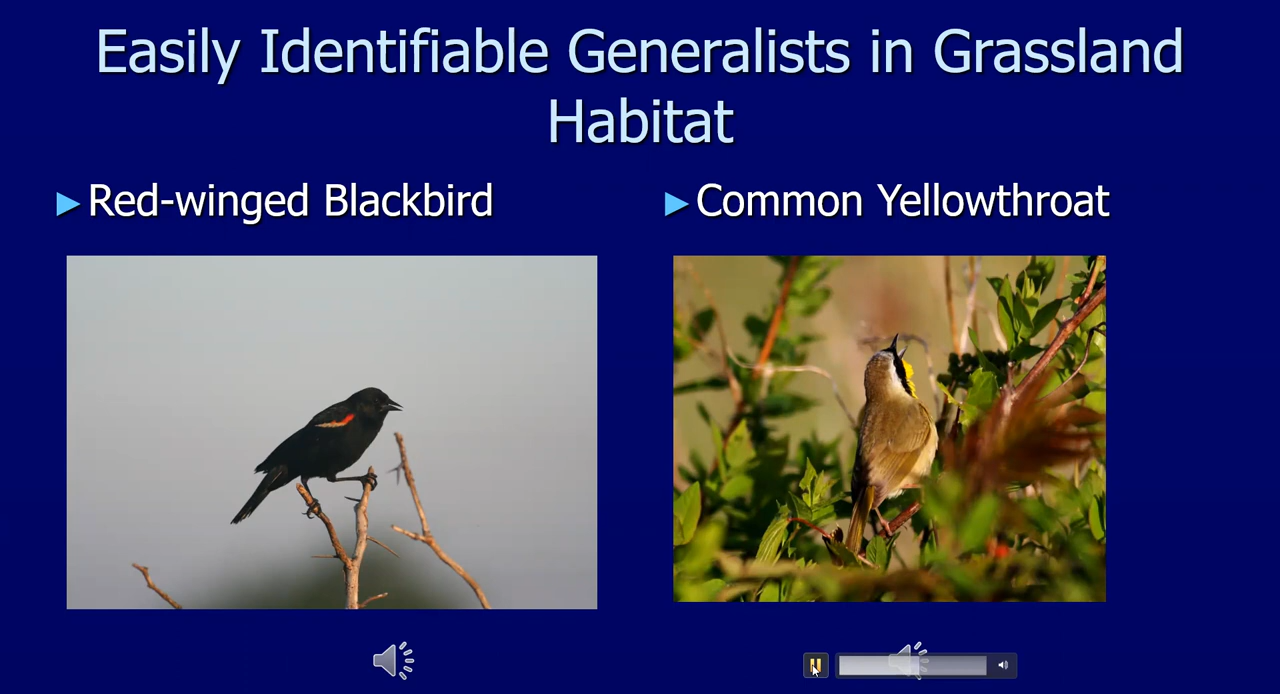 Easily Identifiable Generalists in Grassland
Habitat
Red-winged Blackbird
Common Yellowthroat